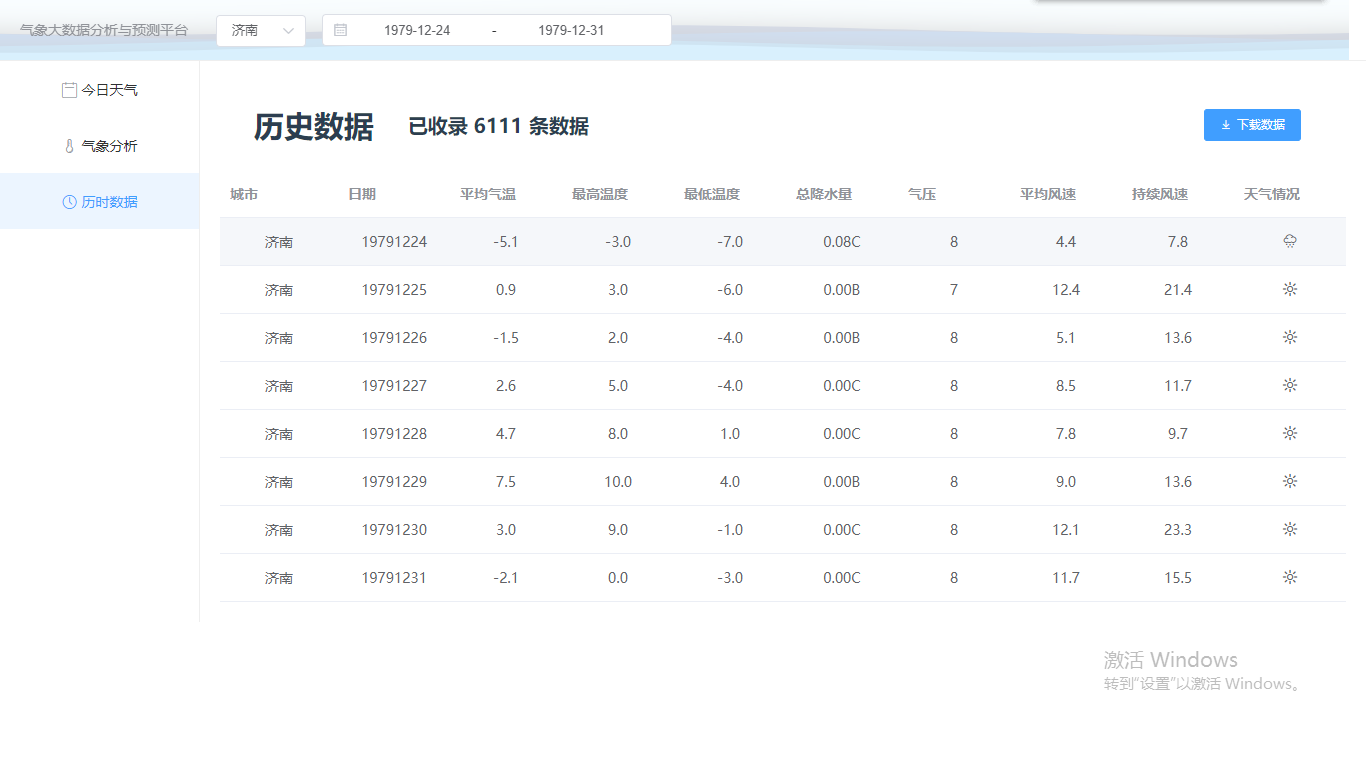 气象大数据分析与预测平台 济南 1979-12-24 - 1979-12-31
今日天气
气象分析
历时数据
历史数据 已收录 6111 条数据 下载数据
城市 日期 平均气温 最高温度 最低温度 总降水量 气压 平均风速 持续风速 天气情况
济南 19791224 -5.1 -3.0 -7.0 0.08C 8 4.4 7.8
济南 19791225 0.9 3.0 -6.0 0.00B 7 12.4 21.4
济南 19791226 -1.5 2.0 -4.0 0.00B 8 5.1 13.6
济南 19791227 2.6 5.0 -4.0 0.00C 8 8.5 11.7
济南 19791228 4.7 8.0 1.0 0.00C 8 7.8 9.7
济南 19791229 7.5 10.0 4.0 0.00B 8 9.0 13.6
济南 19791230 3.0 9.0 -1.0 0.00C 8 12.1 23.3
济南 19791231 -2.1 0.0 -3.0 0.00C 8 11.7 15.5
激活 Windows
转到"设置"以激活 Windows。